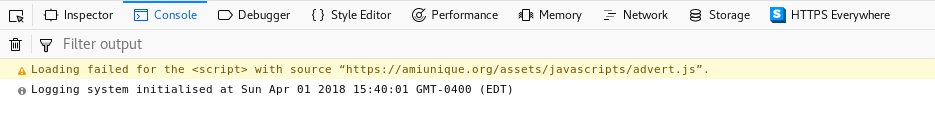 Inspector Console Debugger Style Editor Performance Memory Network Storage HTTPS Everywhere
Filter output
Loading failed for the <script> with source “https://amiunique.org/assets/javascripts/advert.js”.
Logging system initialised at Sun Apr 01 2018 15:40:01 GMT-0400 (EDT)